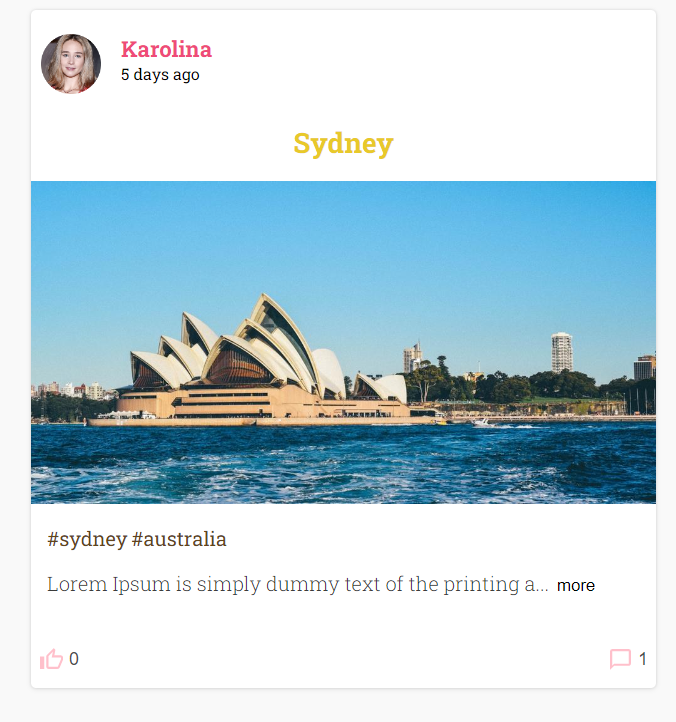 Karolina
5 days ago
Sydney
#sydney #australia
Lorem Ipsum is simply dummy text of the printing a... more
0 1